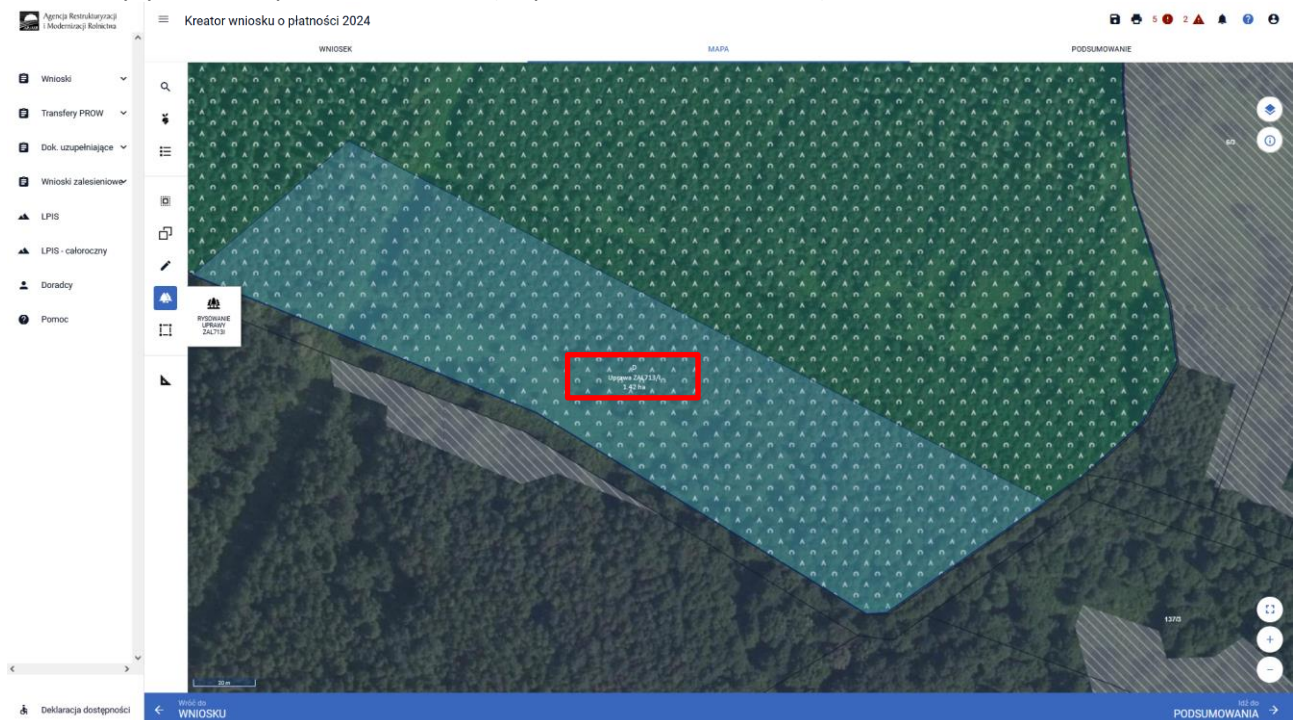 Agencja Restrukturyzacji
i Modernizacji Rolnictwa
Kreator wniosku o płatności 2024
5
2
WNIOSEK
MAPA
PODSUMOWANIE
Wnioski
Transfery PROW
Dok. uzupełniające
Wnioski zalesieniowe
LPIS
LPIS - całoroczny
Doradcy
Pomoc
RYSOWANIE
UPRAWY
ZAL713I
Uprawa ZAL713/I
1.42 ha
137/3
20 m
Deklaracja dostępności
Wróć do
WNIOSKU
Idź do
PODSUMOWANIA